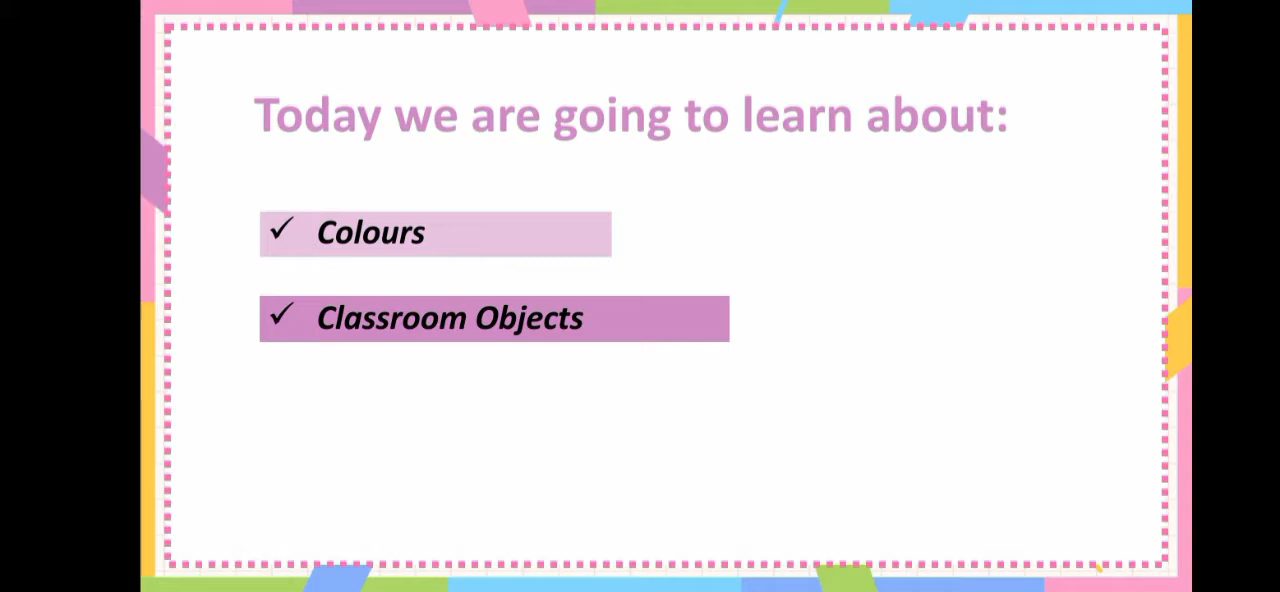 Today we are going to learn about:
✓ Colours
✓ Classroom Objects